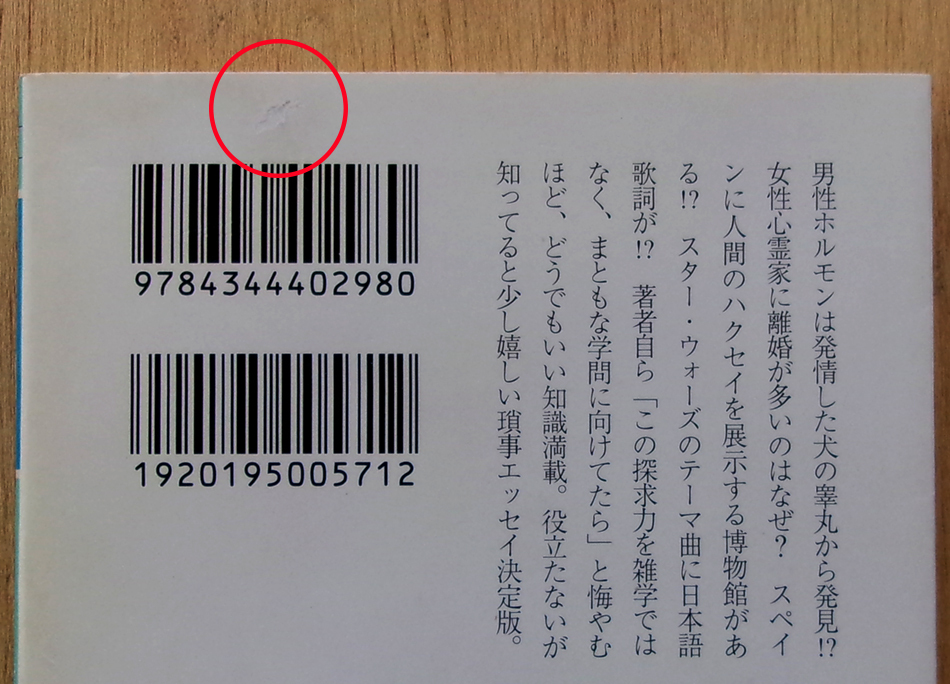 9784344402980
1920195005712
男性ホルモンは発情した犬の睾丸から発見!?
女性心霊家に離婚が多いのはなぜ？　スペイ
ンに人間のハクセイを展示する博物館があ
る!?　スター・ウォーズのテーマ曲に日本語
歌詞が!?　著者自ら「この探求力を雑学では
なく、まともな学問に向けてたら」と悔やむ
ほど、どうでもいい知識満載。役立たないが
知ってると少し嬉しい瑣事エッセイ決定版。